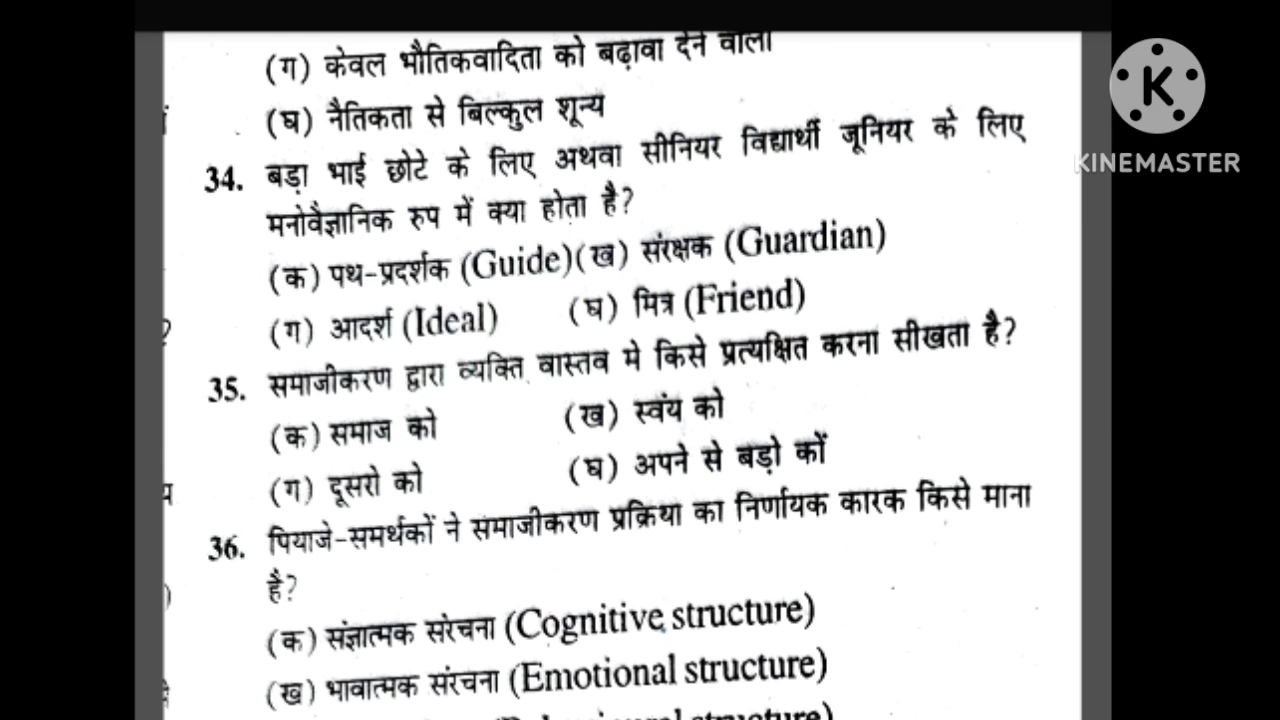 (ग) केवल भौतिकवादिता को बढ़ावा देने वाला
(घ) नैतिकता से बिल्कुल शून्य
34. बड़ा भाई छोटे के लिए अथवा सीनियर विद्यार्थी जूनियर के लिए
मनोवैज्ञानिक रुप में क्या होता है?
(क) पथ-प्रदर्शक (Guide) (ख) संरक्षक (Guardian)
(ग) आदर्श (Ideal) (घ) मित्र (Friend)
35. समाजीकरण द्वारा व्यक्ति वास्तव मे किसे प्रत्यक्षित करना सीखता है?
(क) समाज को (ख) स्वंय को
(ग) दूसरो को (घ) अपने से बड़ो कों
36. पियाजे-समर्थकों ने समाजीकरण प्रक्रिया का निर्णायक कारक किसे माना
है?
(क) संज्ञात्मक संरेचना (Cognitive structure)
(ख) भावात्मक संरचना (Emotional structure)
structure)
K
KINEMASTER